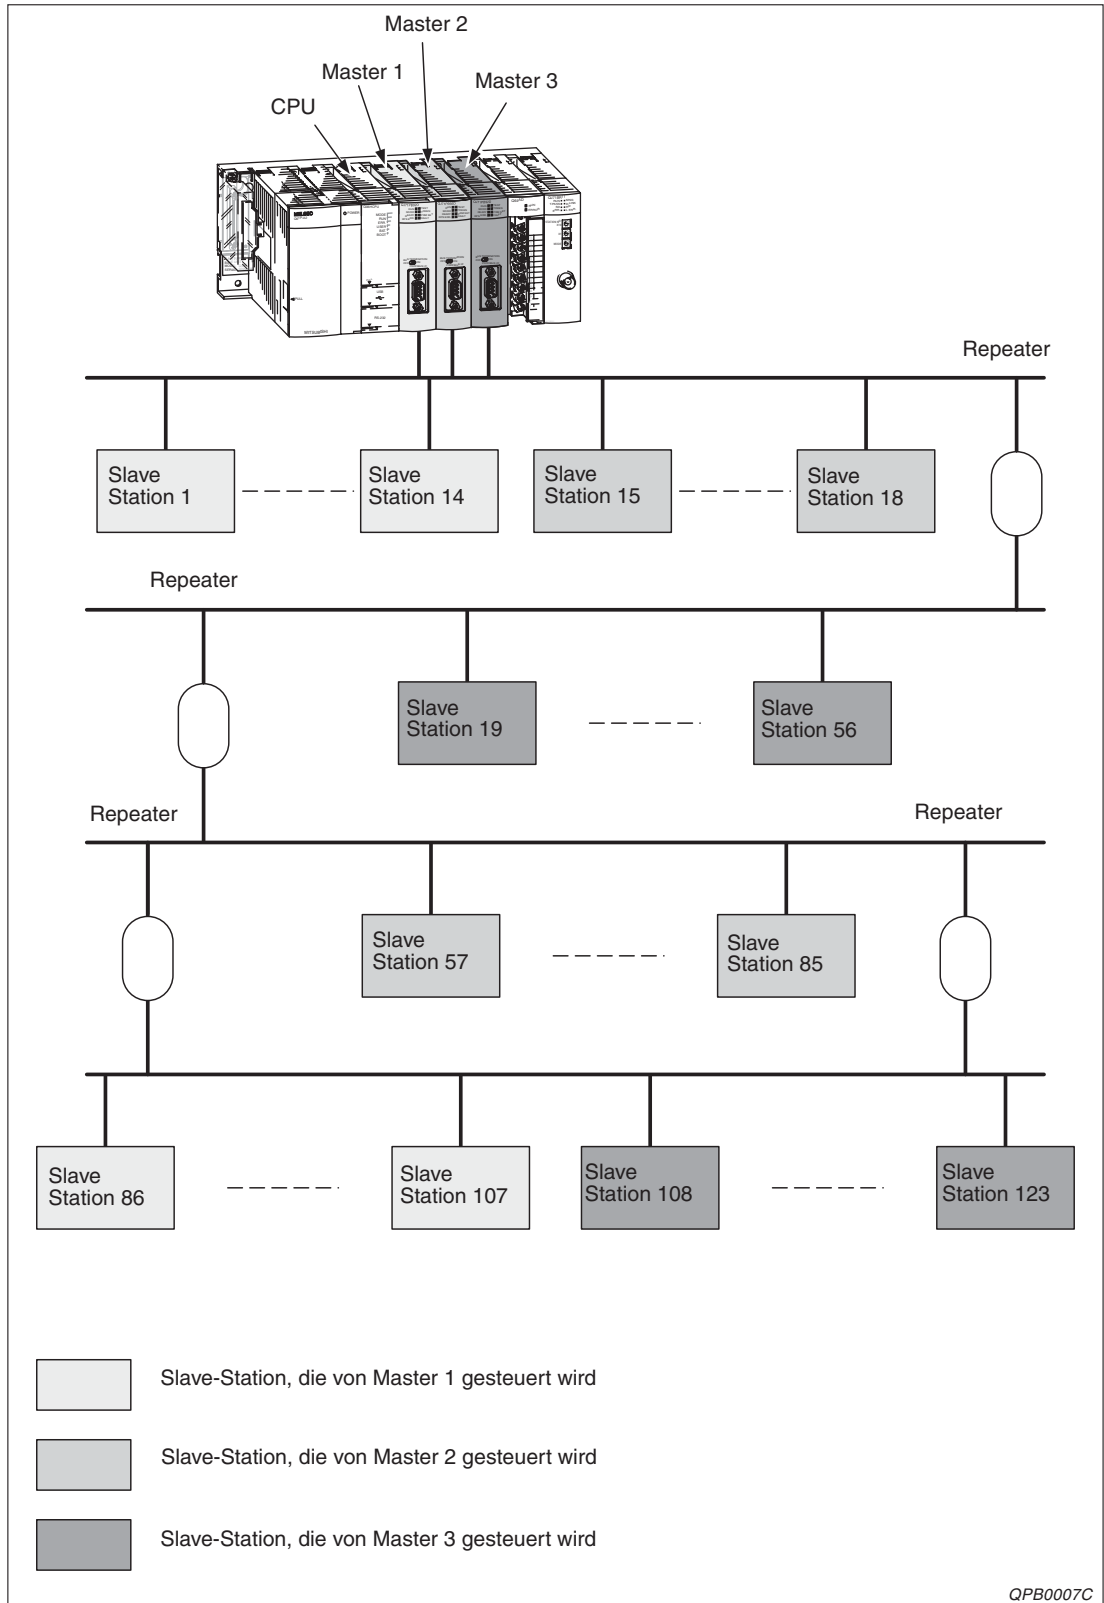 Master 2
Master 1
Master 3
CPU
MITSUBISHI
Repeater
Slave
Station 1
Slave
Station 14
Slave
Station 15
Slave
Station 18
Repeater
Slave
Station 19
Slave
Station 56
Repeater
Repeater
Slave
Station 57
Slave
Station 85
Slave
Station 86
Slave
Station 107
Slave
Station 108
Slave
Station 123
Slave-Station, die von Master 1 gesteuert wird
Slave-Station, die von Master 2 gesteuert wird
Slave-Station, die von Master 3 gesteuert wird
QPB0007C